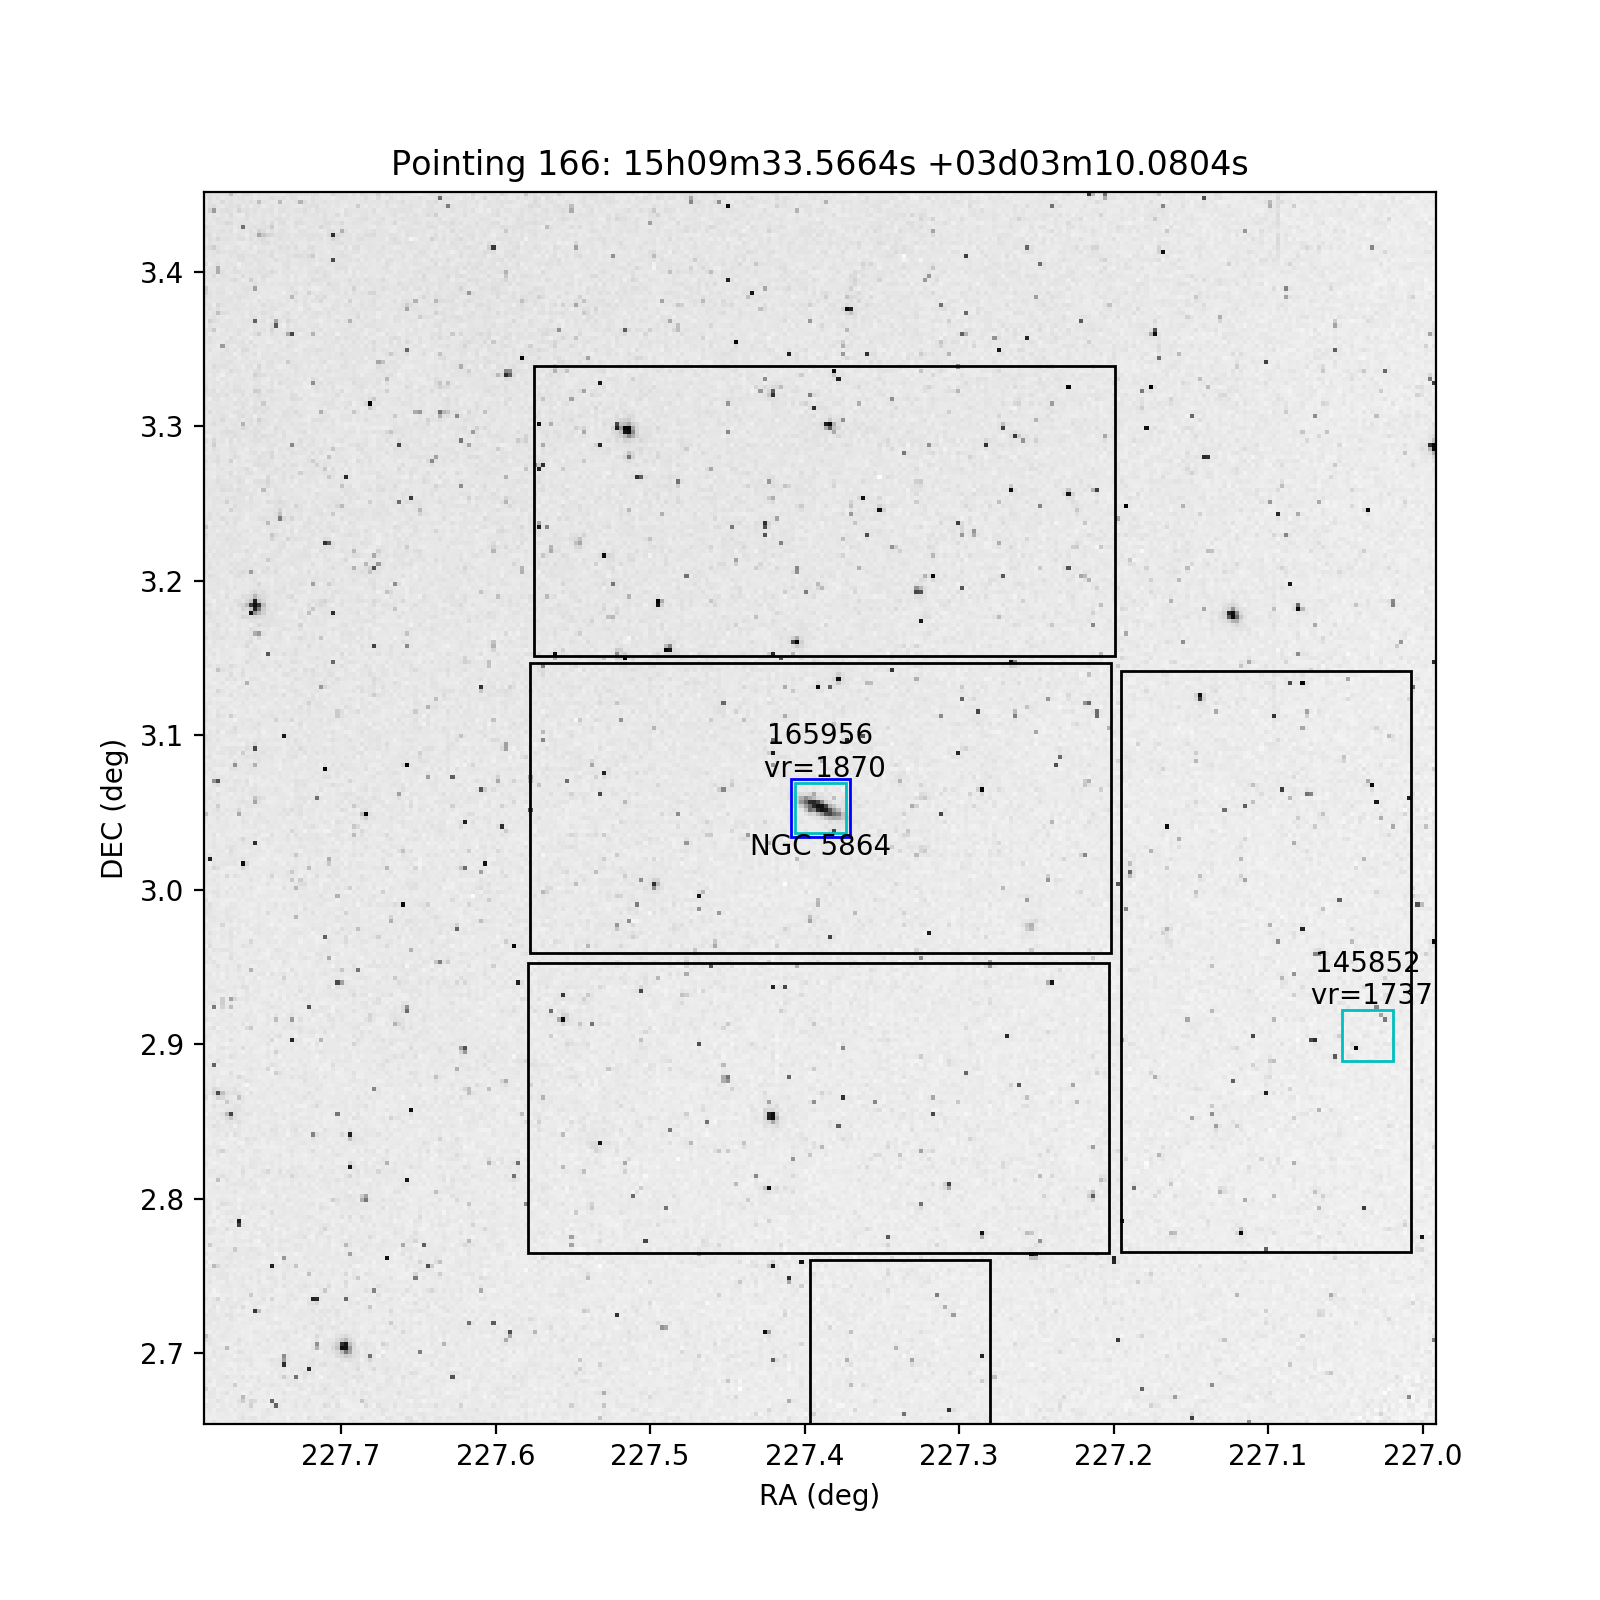 Pointing 166: 15h09m33.5664s +03d03m10.0804s
DEC (deg)
3.4
3.3
3.2
3.1
3.0
2.9
2.8
2.7
165956
vr=1870
NGC 5864
145852
vr=1737
227.7 227.6 227.5 227.4 227.3 227.2 227.1 227.0
RA (deg)